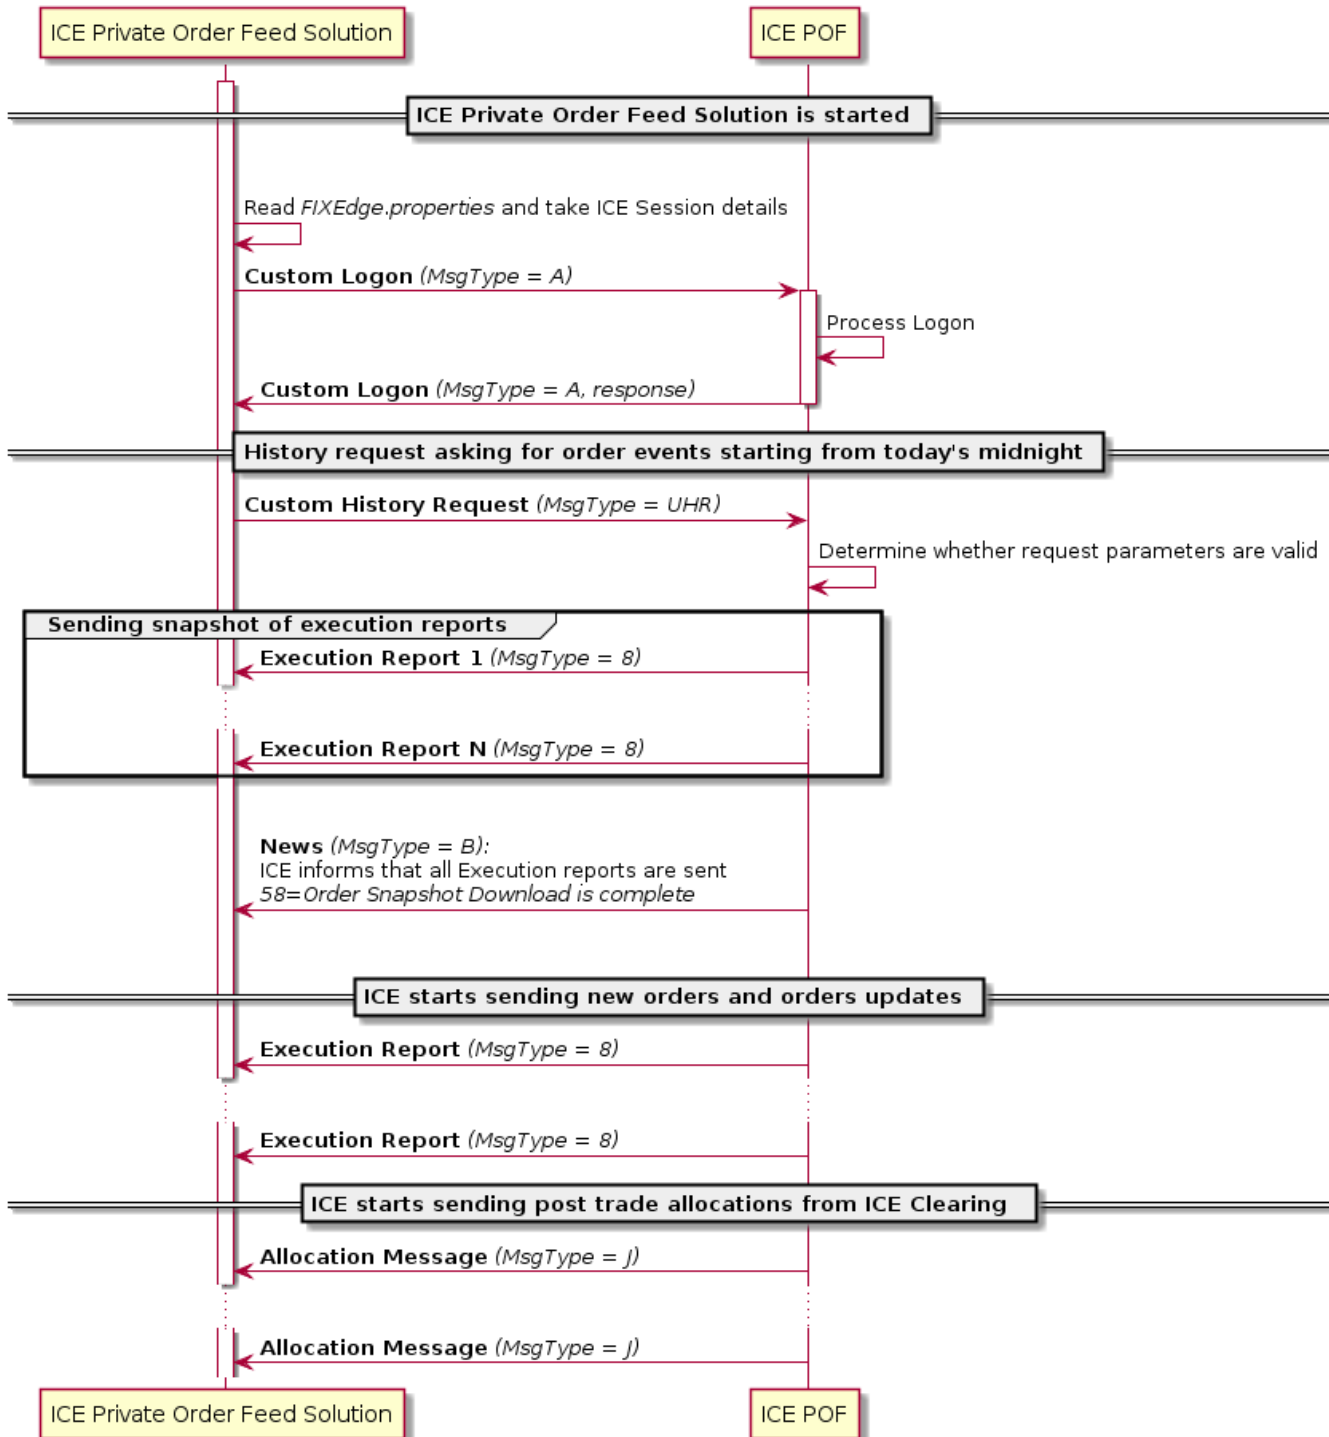 ICE Private Order Feed Solution
ICE POF
ICE Private Order Feed Solution is started
Read FIXEdge.properties and take ICE Session details
Custom Logon (MsgType = A)
Process Logon
Custom Logon (MsgType = A, response)
History request asking for order events starting from today's midnight
Custom History Request (MsgType = UHR)
Determine whether request parameters are valid
Sending snapshot of execution reports
Execution Report 1 (MsgType = 8)
Execution Report N (MsgType = 8)
News (MsgType = B):
ICE informs that all Execution reports are sent
58=Order Snapshot Download is complete
ICE starts sending new orders and orders updates
Execution Report (MsgType = 8)
Execution Report (MsgType = 8)
ICE starts sending post trade allocations from ICE Clearing
Allocation Message (MsgType = J)
Allocation Message (MsgType = J)
ICE Private Order Feed Solution
ICE POF